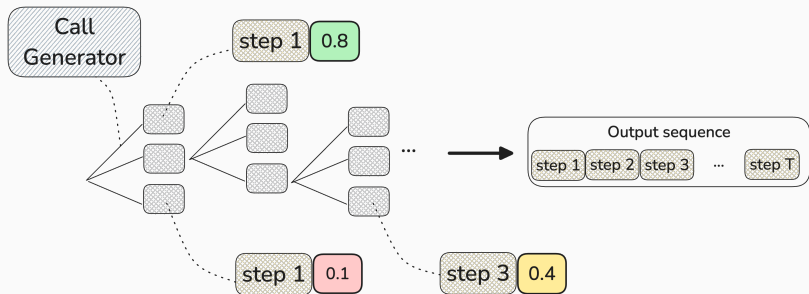 Call
Generator
step 1 0.8
...
Output sequence
step 1 step 2 step 3 ... step T
step 1 0.1
step 3 0.4